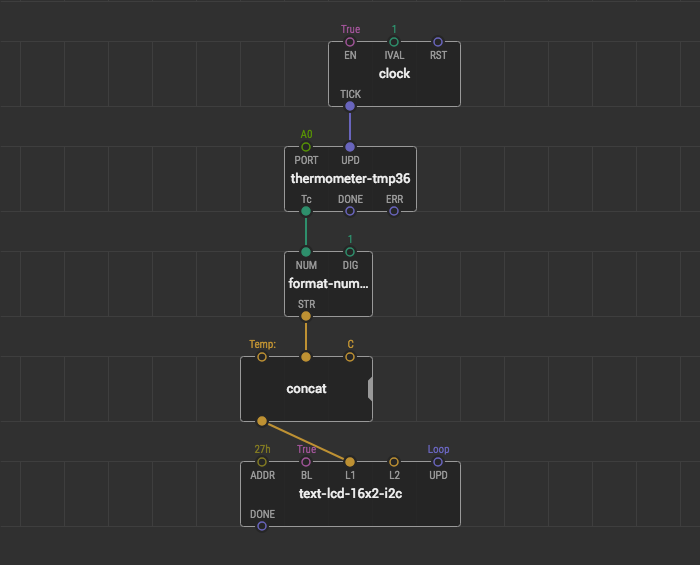 True 1
EN IVAL RST
clock
TICK
A0
PORT UPD
thermometer-tmp36
Tc DONE ERR
1
NUM DIG
format-num...
STR
Temp: C
concat
27h True Loop
ADDR BL L1 L2 UPD
text-lcd-16x2-i2c
DONE